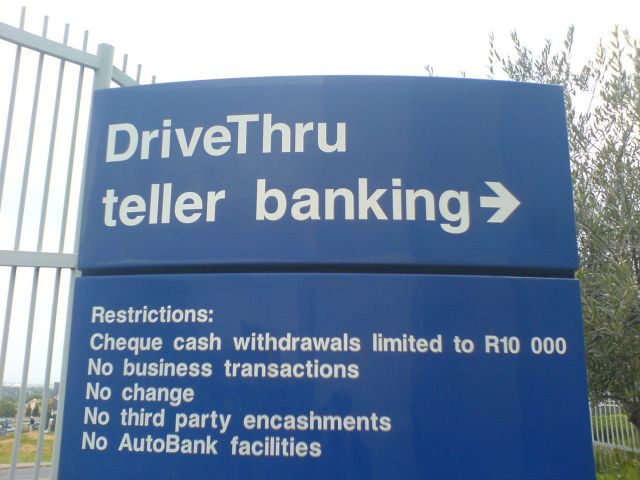 DriveThru
teller banking →
Restrictions:
Cheque cash withdrawals limited to R10 000
No business transactions
No change
No third party encashments
No AutoBank facilities